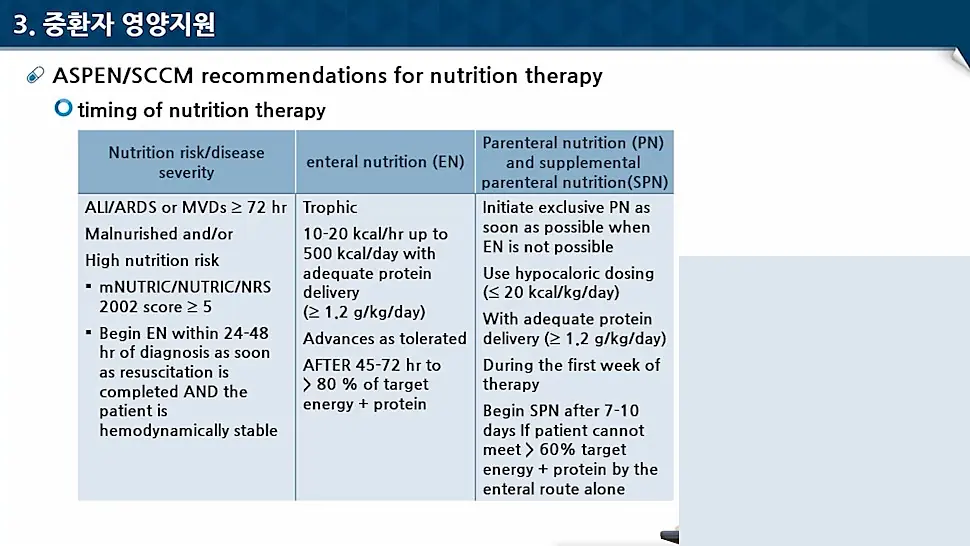 3. 중환자 영양지원
ASPEN/SCCM recommendations for nutrition therapy
timing of nutrition therapy
Nutrition risk/disease
severity
enteral nutrition (EN)
Parenteral nutrition (PN)
and supplemental
parenteral nutrition(SPN)
ALI/ARDS or MVDs ≥ 72 hr
Malnurished and/or
High nutrition risk
▪ mNUTRIC/NUTRIC/NRS
2002 score ≥ 5
▪ Begin EN within 24-48
hr of diagnosis as soon
as resuscitation is
completed AND the
patient is
hemodynamically stable
Trophic
10-20 kcal/hr up to
500 kcal/day with
adequate protein
delivery
(≥ 1.2 g/kg/day)
Advances as tolerated
AFTER 45-72 hr to
> 80 % of target
energy + protein
Initiate exclusive PN as
soon as possible when
EN is not possible
Use hypocaloric dosing
(≤ 20 kcal/kg/day)
With adequate protein
delivery (≥ 1.2 g/kg/day)
During the first week of
therapy
Begin SPN after 7-10
days If patient cannot
meet > 60% target
energy + protein by the
enteral route alone